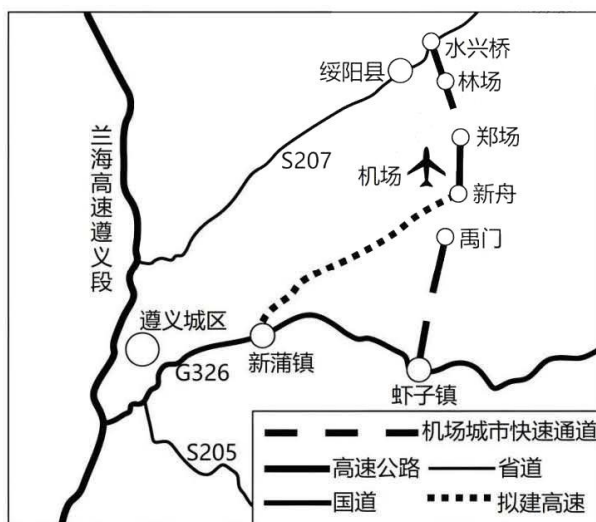 水兴桥
绥阳县
林场
兰海高速遵义段
郑场
机场
S207
新舟
禹门
遵义城区
新蒲镇
G326
虾子镇
S205
机场城市快速通道
高速公路
省道
国道
拟建高速